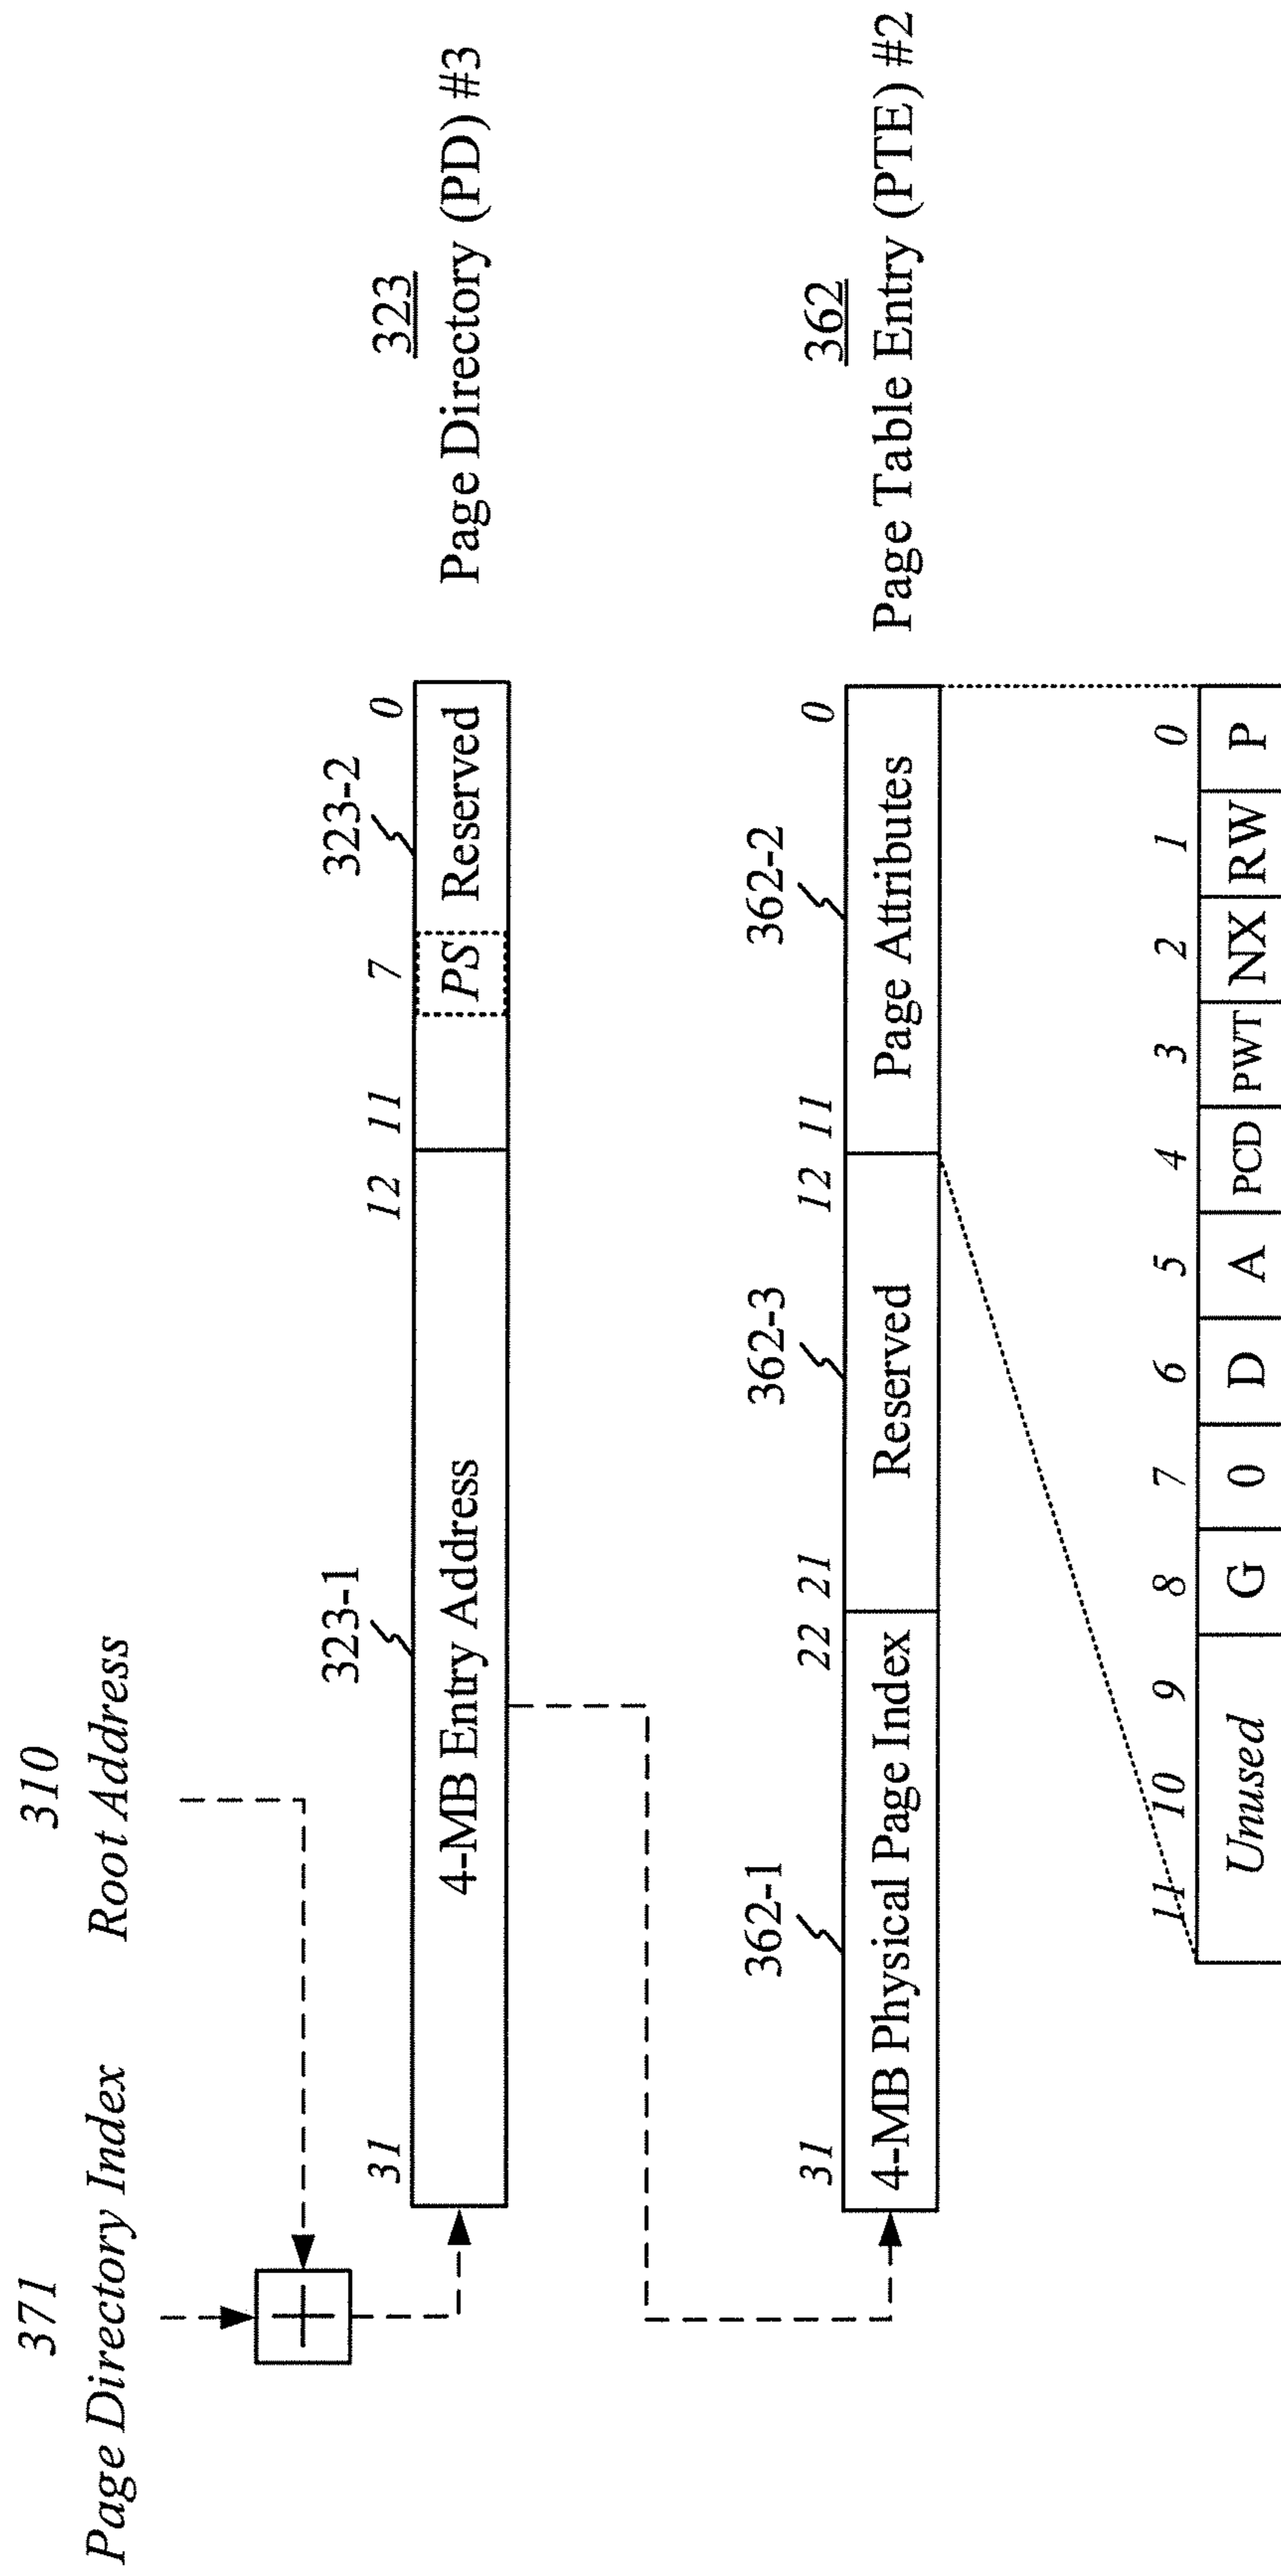 371
310
Page Directory Index
Root Address
323-1
323-2
323
31
12
11
7
0
4-MB Entry Address
PS
Reserved
Page Directory (PD) #3
362-1
362-3
362-2
362
31
22
21
12
11
0
4-MB Physical Page Index
Reserved
Page Attributes
Page Table Entry (PTE) #2
11
10
9
8
7
6
5
4
3
2
1
0
Unused
G
0
D
A
PCD
PWT
NX
RW
P